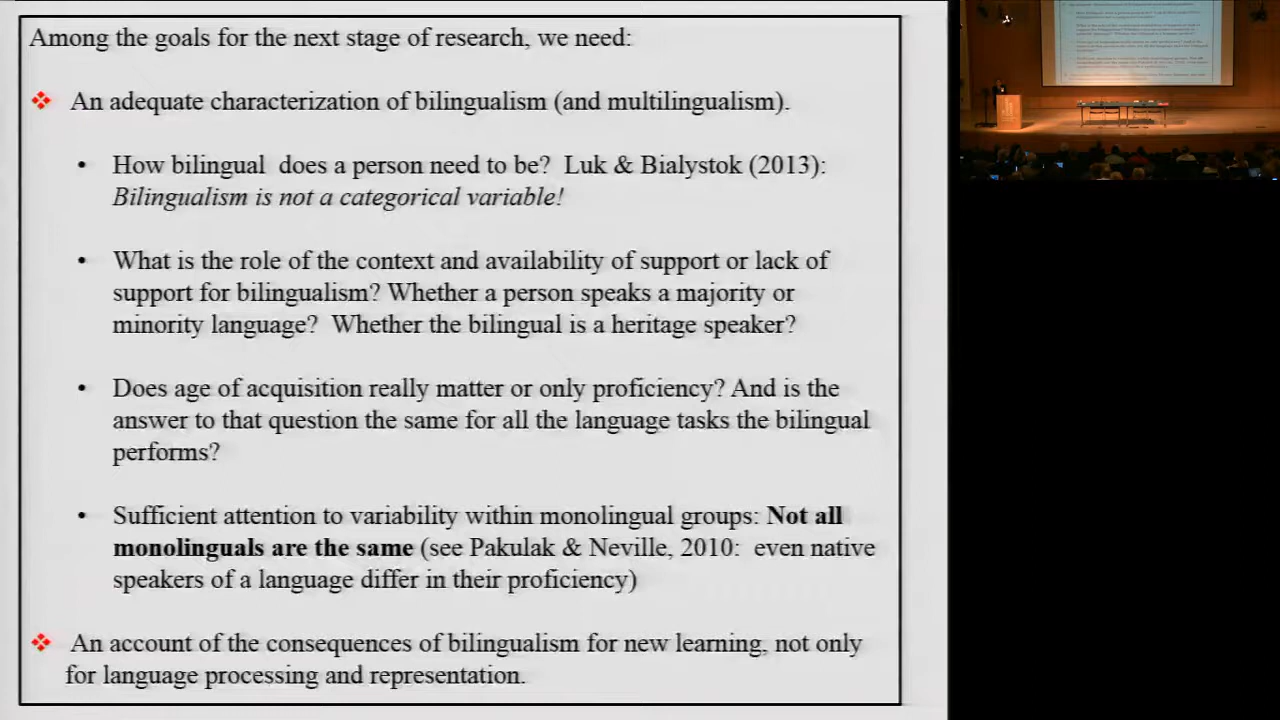 Among the goals for the next stage of research, we need:
An adequate characterization of bilingualism (and multilingualism).
• How bilingual does a person need to be? Luk & Bialystok (2013):
Bilingualism is not a categorical variable!
• What is the role of the context and availability of support or lack of
support for bilingualism? Whether a person speaks a majority or
minority language? Whether the bilingual is a heritage speaker?
• Does age of acquisition really matter or only proficiency? And is the
answer to that question the same for all the language tasks the bilingual
performs?
• Sufficient attention to variability within monolingual groups: Not all
monolinguals are the same (see Pakulak & Neville, 2010: even native
speakers of a language differ in their proficiency)
An account of the consequences of bilingualism for new learning, not only
for language processing and representation.